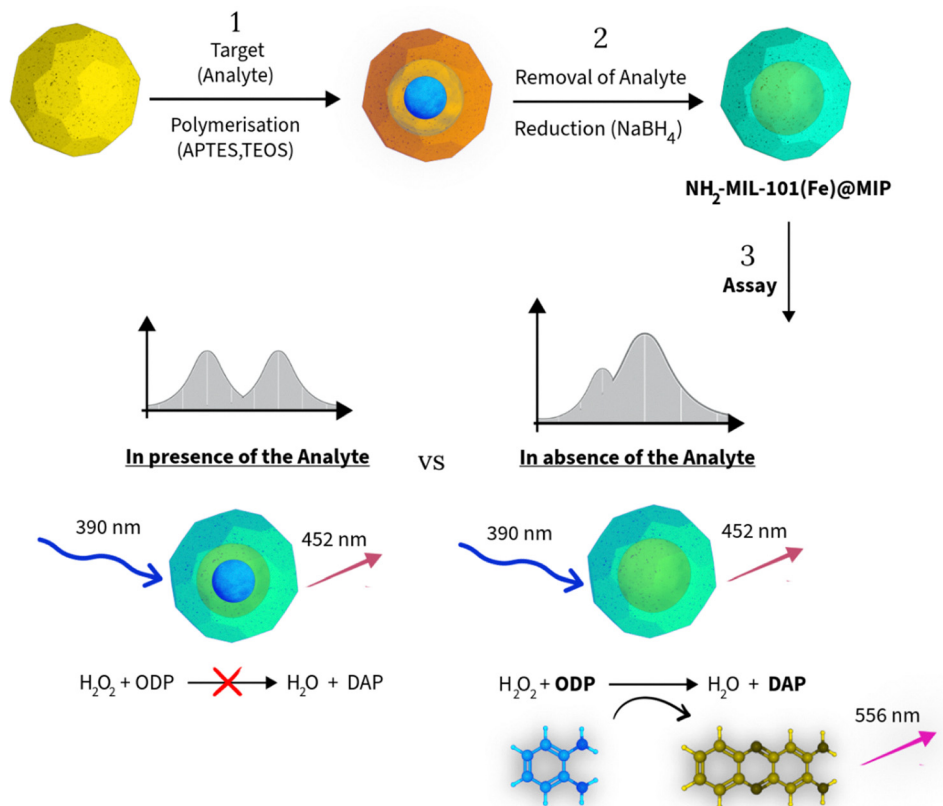 1
Target
(Analyte)
Polymerisation
(APTES,TEOS)
2
Removal of Analyte
Reduction (NaBH₄)
NH₂-MIL-101(Fe)@MIP
3
Assay
In presence of the Analyte
vs
In absence of the Analyte
390 nm
452 nm
390 nm
452 nm
H₂O₂ + ODP
H₂O + DAP
H₂O₂ + ODP
H₂O + DAP
556 nm